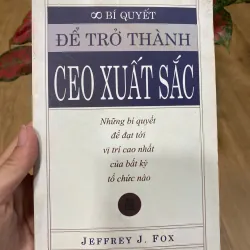 ∞ BÍ QUYẾT
ĐỂ TRỞ THÀNH
CEO XUẤT SẮC
Những bí quyết
để đạt tới
vị trí cao nhất
của bất kỳ
tổ chức nào
JEFFREY J. FOX